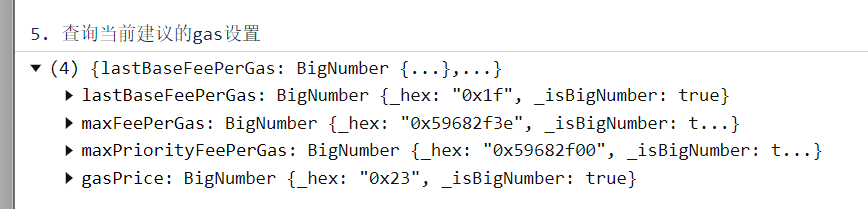 5. 查询当前建议的gas设置
▼ (4) {lastBaseFeePerGas: BigNumber {...},...}
▶ lastBaseFeePerGas: BigNumber {_hex: "0x1f", _isBigNumber: true}
▶ maxFeePerGas: BigNumber {_hex: "0x59682f3e", _isBigNumber: t...}
▶ maxPriorityFeePerGas: BigNumber {_hex: "0x59682f00", _isBigNumber: t...}
▶ gasPrice: BigNumber {_hex: "0x23", _isBigNumber: true}